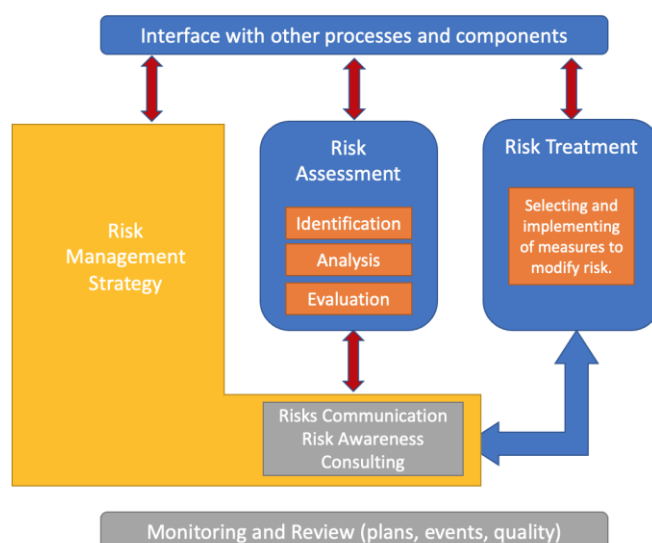 Interface with other processes and components
Risk
Management
Strategy
Risk
Assessment
Identification
Analysis
Evaluation
Risk Treatment
Selecting and
implementing
of measures to
modify risk.
Risks Communication
Risk Awareness
Consulting
Monitoring and Review (plans, events, quality)